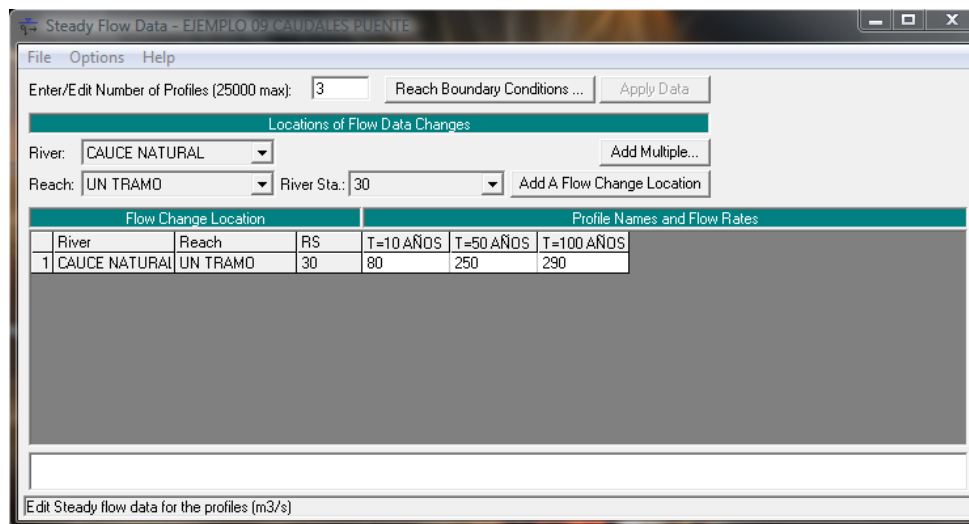 Steady Flow Data - EJEMPLO 09 CAUDALES PUENTE
File Options Help
Enter/Edit Number of Profiles (25000 max): 3 Reach Boundary Conditions ... Apply Data
Locations of Flow Data Changes
River: CAUCE NATURAL Add Multiple...
Reach: UN TRAMO River Sta.: 30 Add A Flow Change Location
Flow Change Location Profile Names and Flow Rates
River Reach RS T=10 AÑOS T=50 AÑOS T=100 AÑOS
1 CAUCE NATURAL UN TRAMO 30 80 250 290
Edit Steady flow data for the profiles (m3/s)